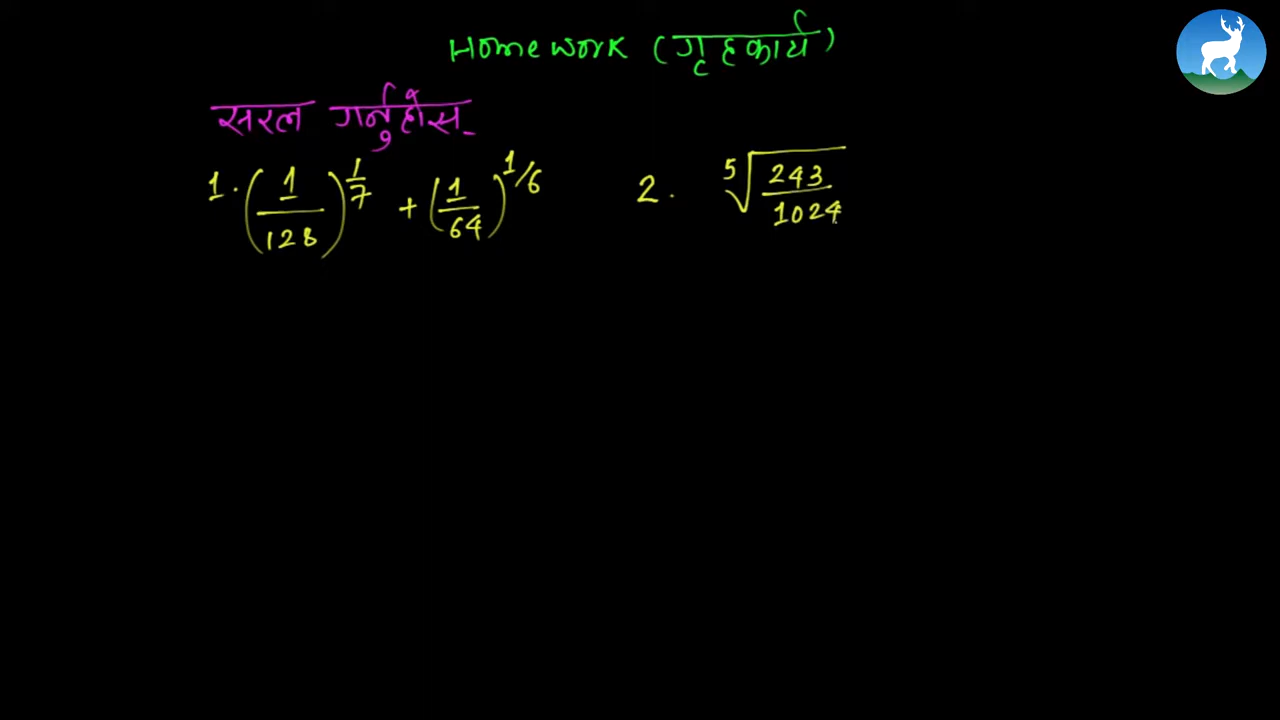 Homework (गृहकार्य)
सरल गर्नुहोस्
1. (1/128)^1/7 + (1/64)^1/6 2. ⁵√(243/1024)